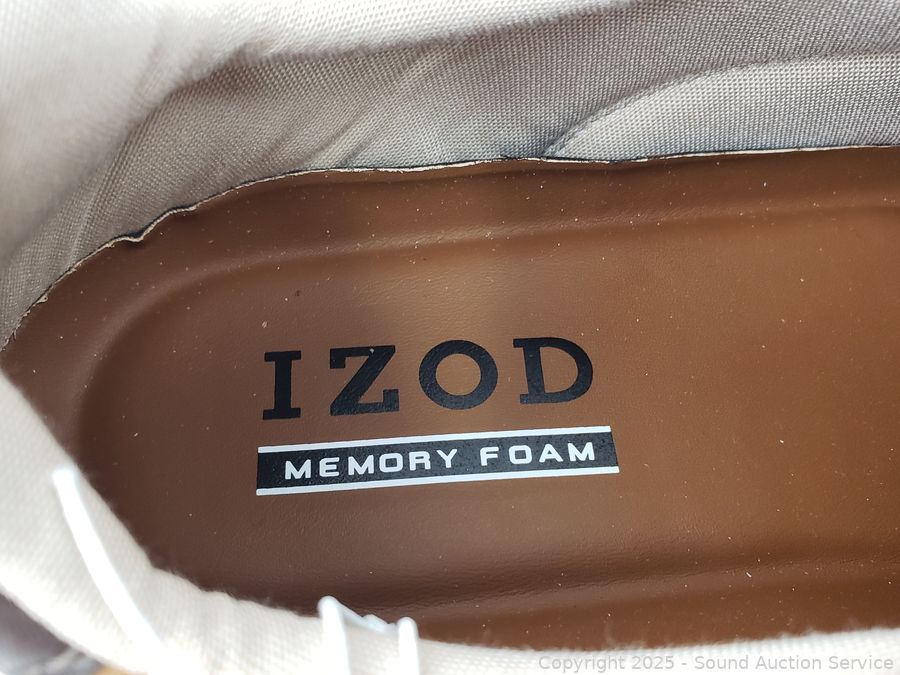 IZOD
MEMORY FOAM
Copyright 2025 - Sound Auction Service